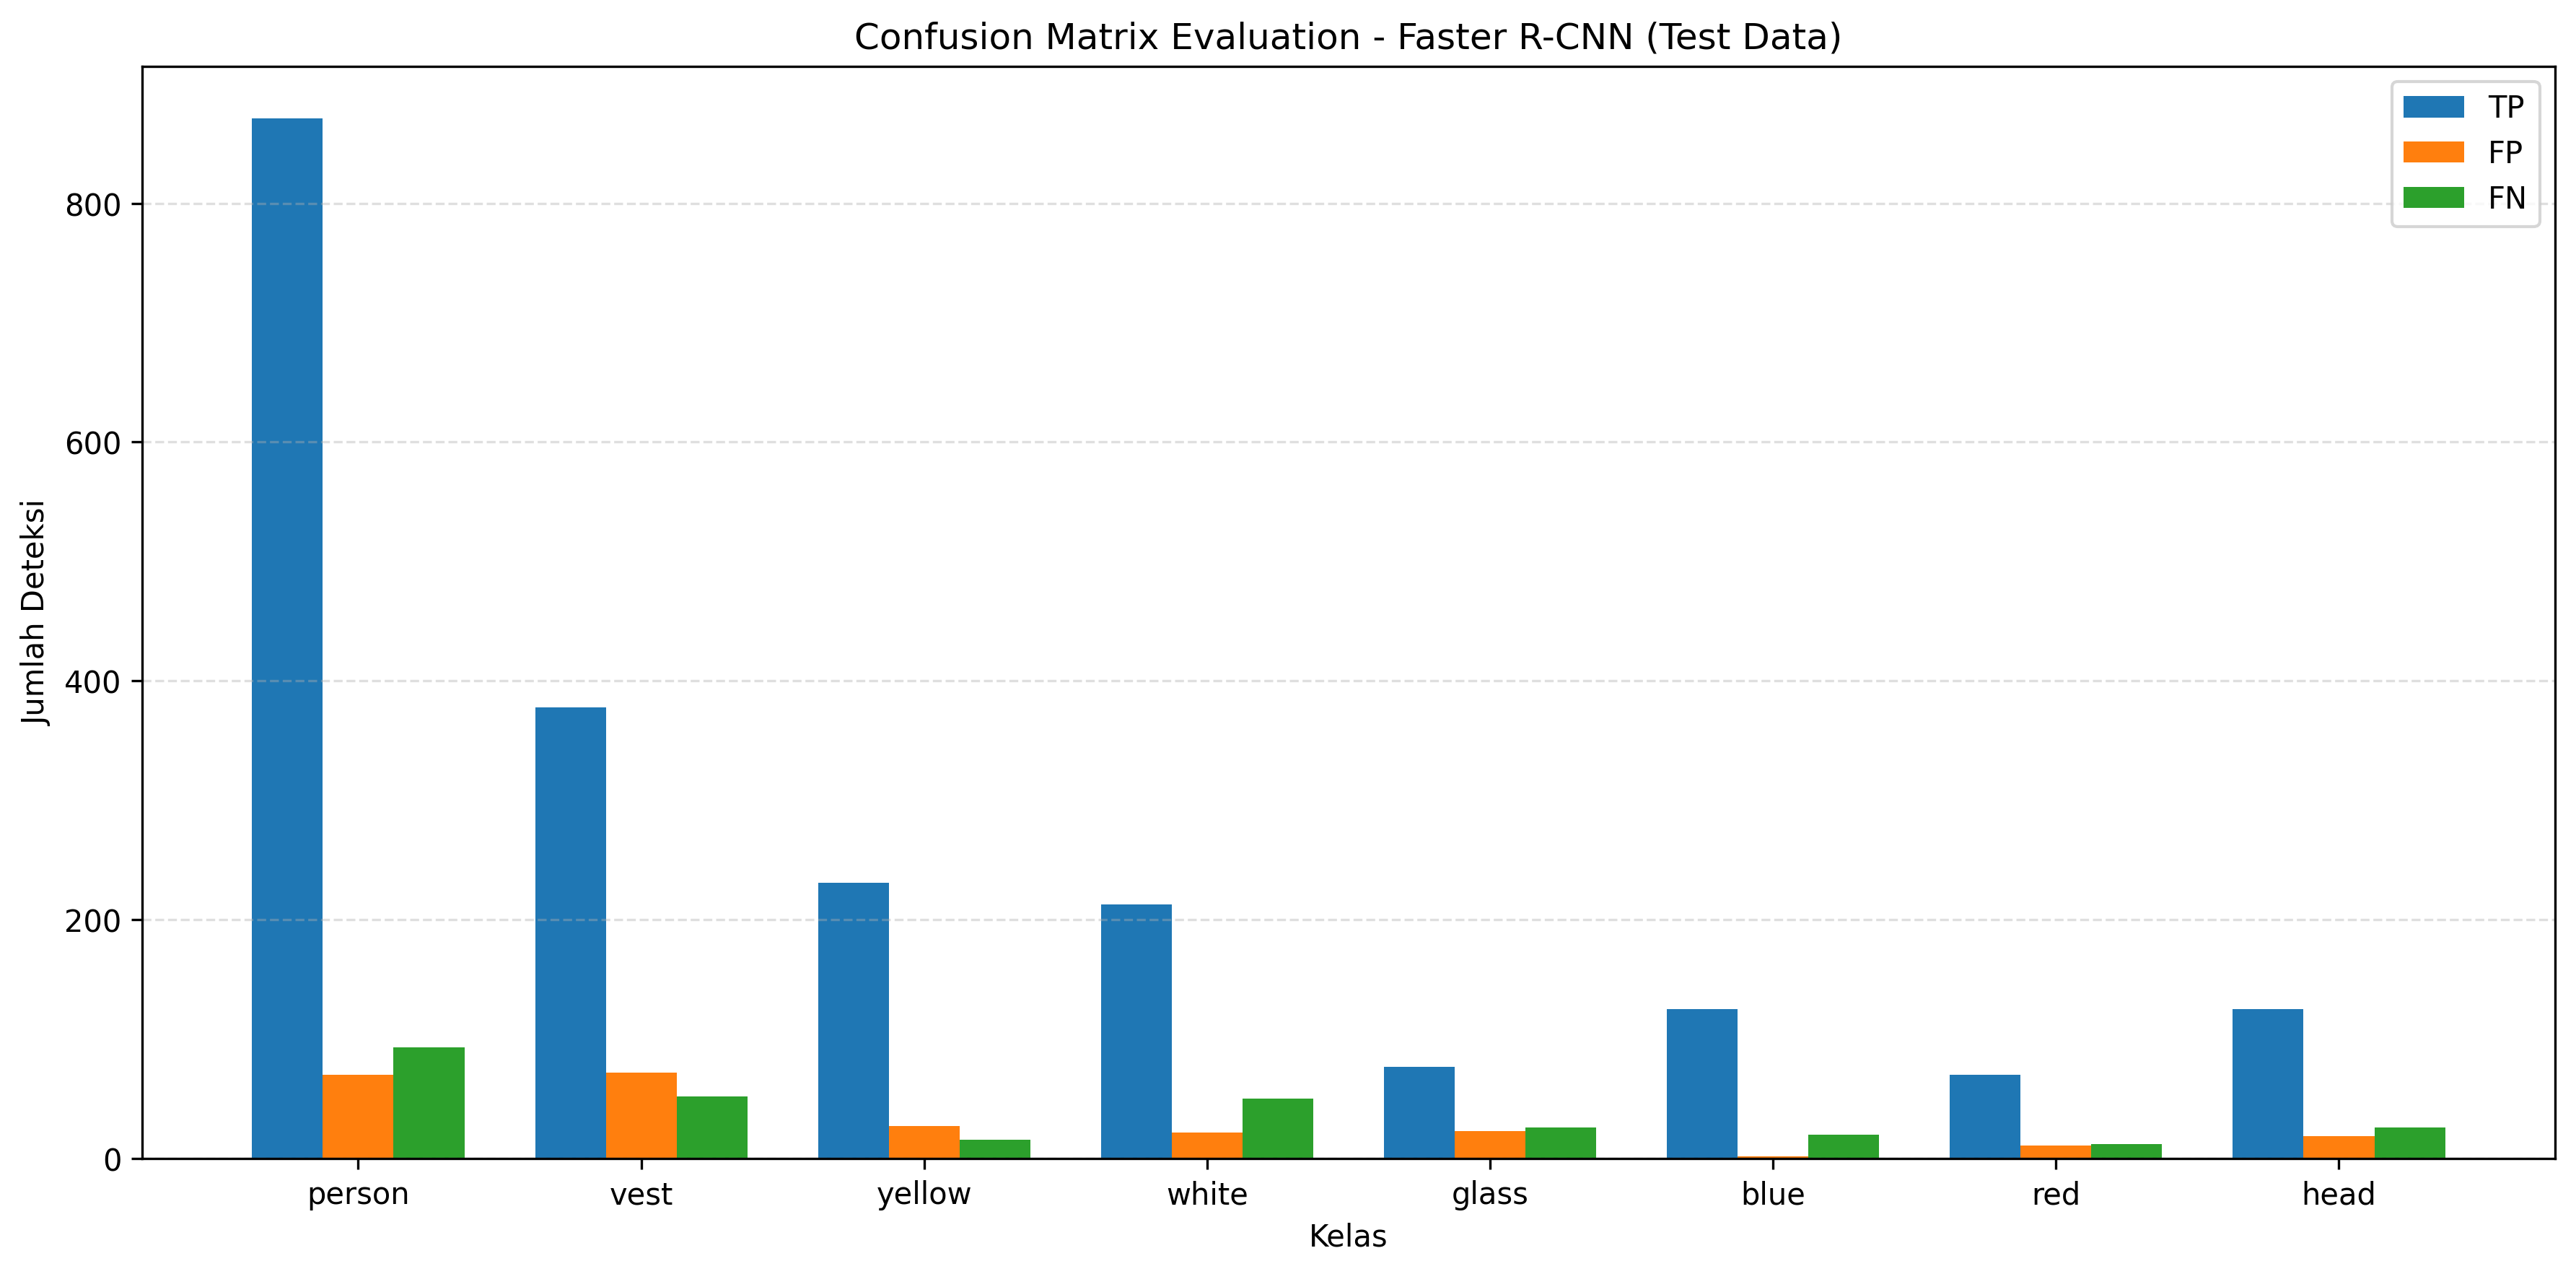 Confusion Matrix Evaluation - Faster R-CNN (Test Data)
TP
FP
FN
Jumlah Deteksi
800
600
400
200
0
person vest yellow white glass blue red head
Kelas